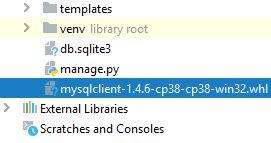 templates
venv library root
db.sqlite3
manage.py
mysqlclient-1.4.6-cp38-cp38-win32.whl
External Libraries
Scratches and Consoles